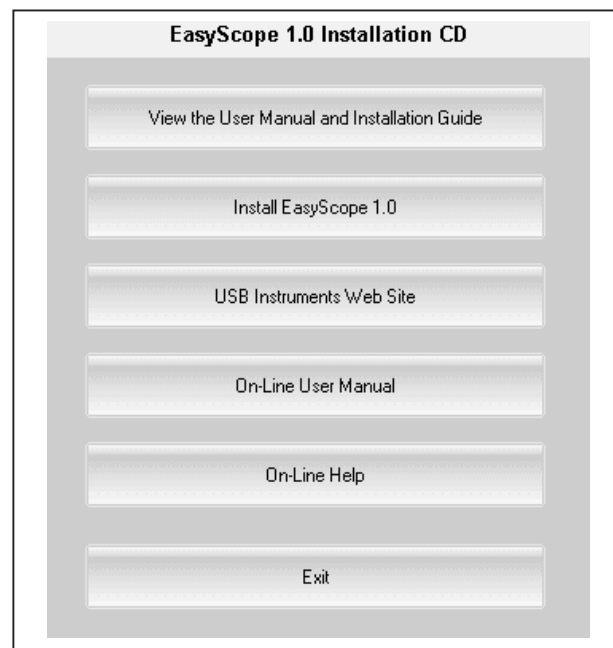 EasyScope 1.0 Installation CD
View the User Manual and Installation Guide
Install EasyScope 1.0
USB Instruments Web Site
On-Line User Manual
On-Line Help
Exit